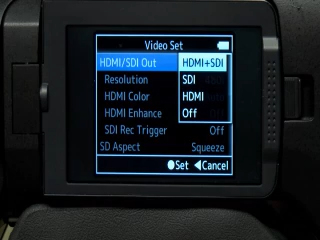 Video Set
HDMI/SDI Out HDMI+SDI
Resolution SDI
HDMI Color HDMI
HDMI Enhance Off
SDI Rec Trigger Off
SD Aspect Squeeze
●Set ◀Cancel